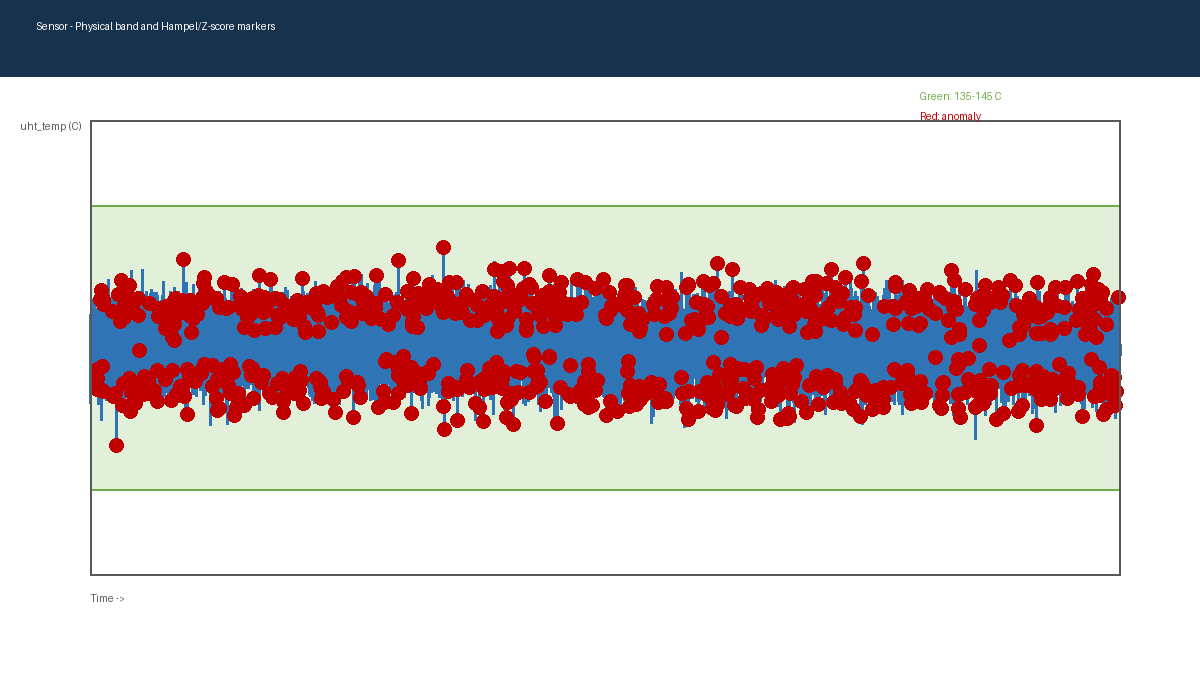 Sensor - Physical band and Hampel/Z-score markers
Green: 135-145 C
Red: anomaly
uht_temp (C)
Time ->